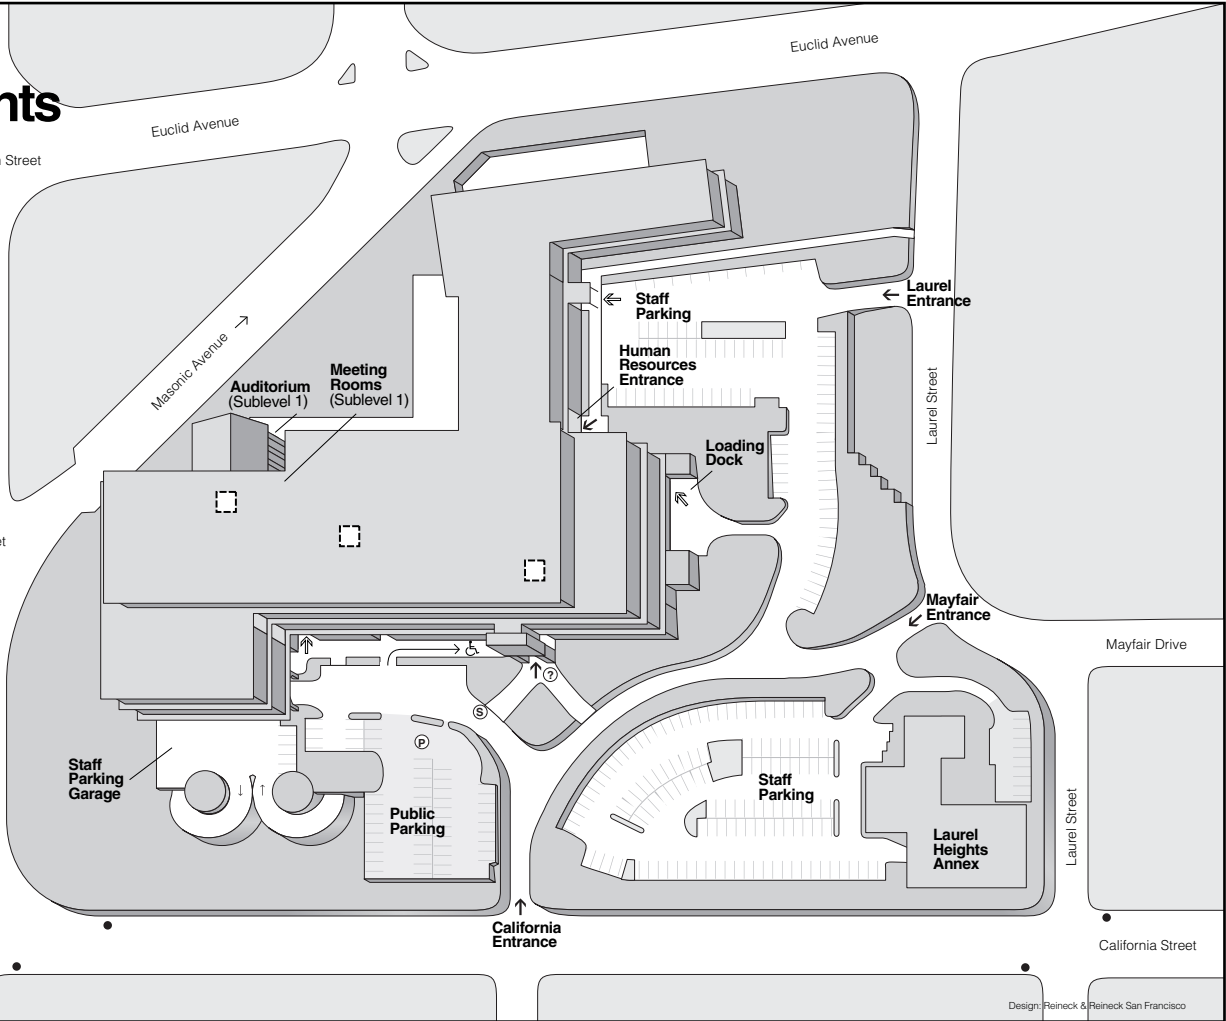 Euclid Avenue
nts
Euclid Avenue
Street
Laurel
Entrance
Staff
Parking
Masonic Avenue
Human
Resources
Entrance
Meeting
Rooms
(Sublevel 1)
Auditorium
(Sublevel 1)
Laurel Street
Loading
Dock
et
Mayfair
Entrance
Mayfair Drive
?
S
P
Staff
Parking
Garage
Staff
Parking
Public
Parking
Laurel
Heights
Annex
Laurel Street
California
Entrance
California Street
Design: Reineck & Reineck San Francisco